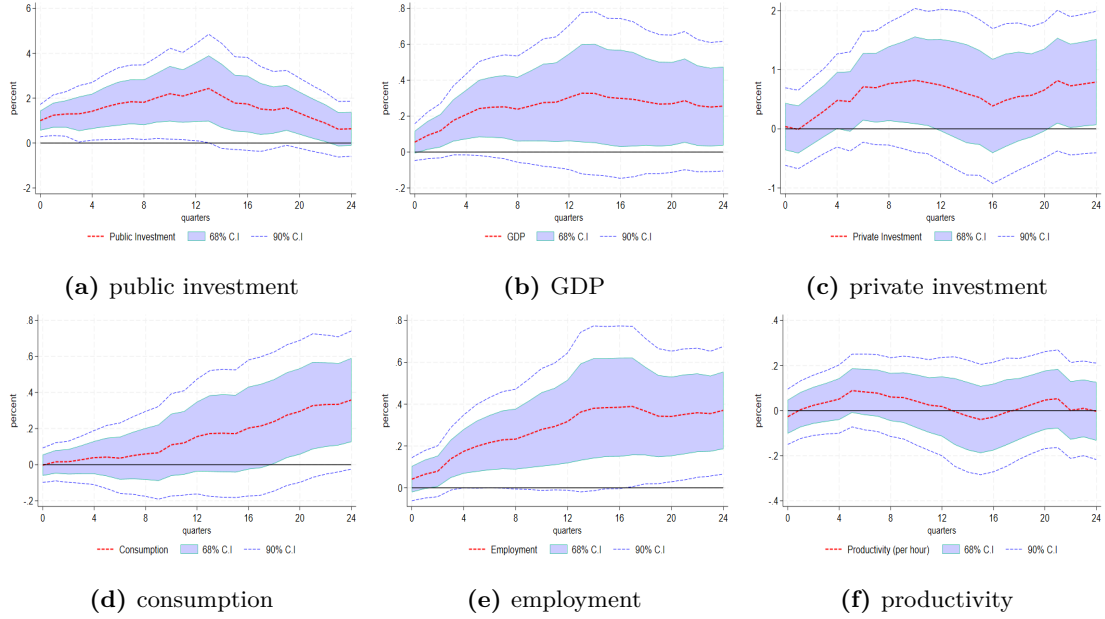 6
4
2
0
-2
percent
0 4 8 12 16 20 24
quarters
Public Investment 68% C.I 90% C.I
(a) public investment
.8
.6
.4
.2
0
-.2
percent
0 4 8 12 16 20 24
quarters
GDP 68% C.I 90% C.I
(b) GDP
2
1
0
-1
percent
0 4 8 12 16 20 24
quarters
Private Investment 68% C.I 90% C.I
(c) private investment
.8
.6
.4
.2
0
-.2
percent
0 4 8 12 16 20 24
quarters
Consumption 68% C.I 90% C.I
(d) consumption
.8
.6
.4
.2
0
percent
0 4 8 12 16 20 24
quarters
Employment 68% C.I 90% C.I
(e) employment
.4
.2
0
-.2
-.4
percent
0 4 8 12 16 20 24
quarters
Productivity (per hour) 68% C.I 90% C.I
(f) productivity